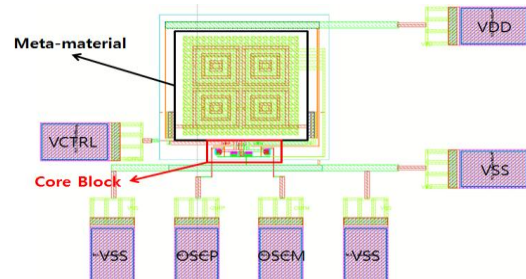 VDD
Meta-material
VCTRL
VSS
Core Block
VSS
OSCP
OSCM
VSS